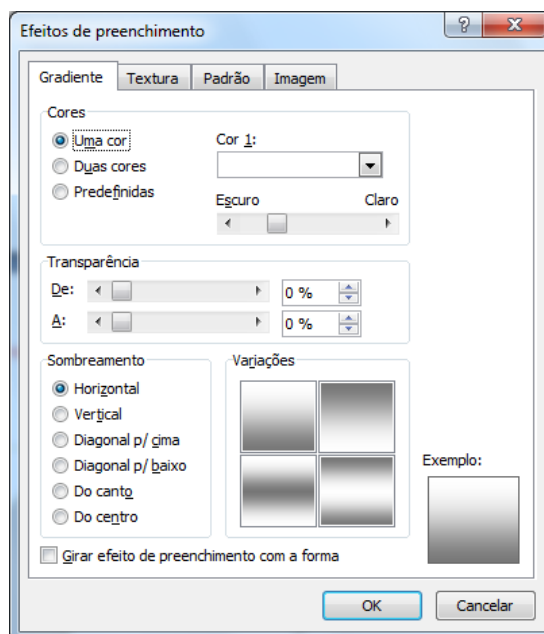 Efeitos de preenchimento
Gradiente Textura Padrão Imagem
Cores
Uma cor Cor 1:
Duas cores
Predefinidas
Escuro Claro
Transparência
De: 0 %
A: 0 %
Sombreamento Variações
Horizontal
Vertical
Diagonal p/ cima
Diagonal p/ baixo Exemplo:
Do canto
Do centro
Girar efeito de preenchimento com a forma
OK Cancelar